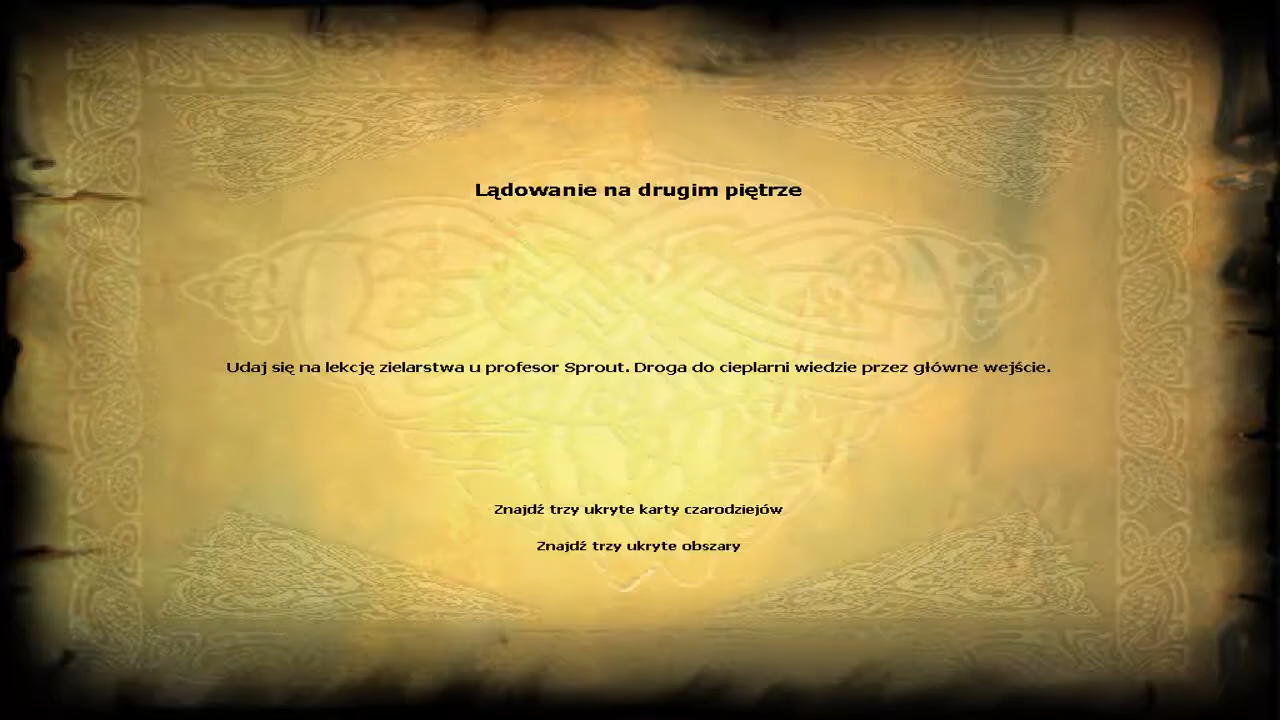 Lądowanie na drugim piętrze
Udaj się na lekcję zielarstwa u profesor Sprout. Droga do cieplarni wiedzie przez główne wejście.
Znajdź trzy ukryte karty czarodziejów
Znajdź trzy ukryte obszary